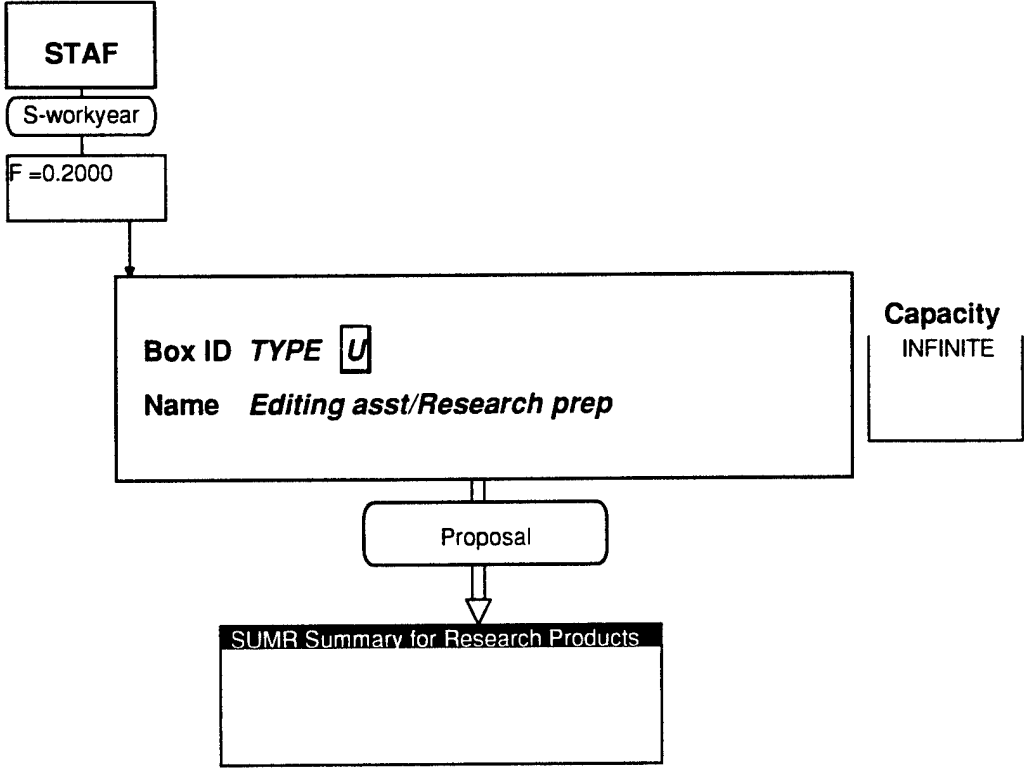 STAF
S-workyear
F =0.2000
Capacity
INFINITE
Box ID TYPE U
Name Editing asst/Research prep
Proposal
SUMR Summary for Research Products